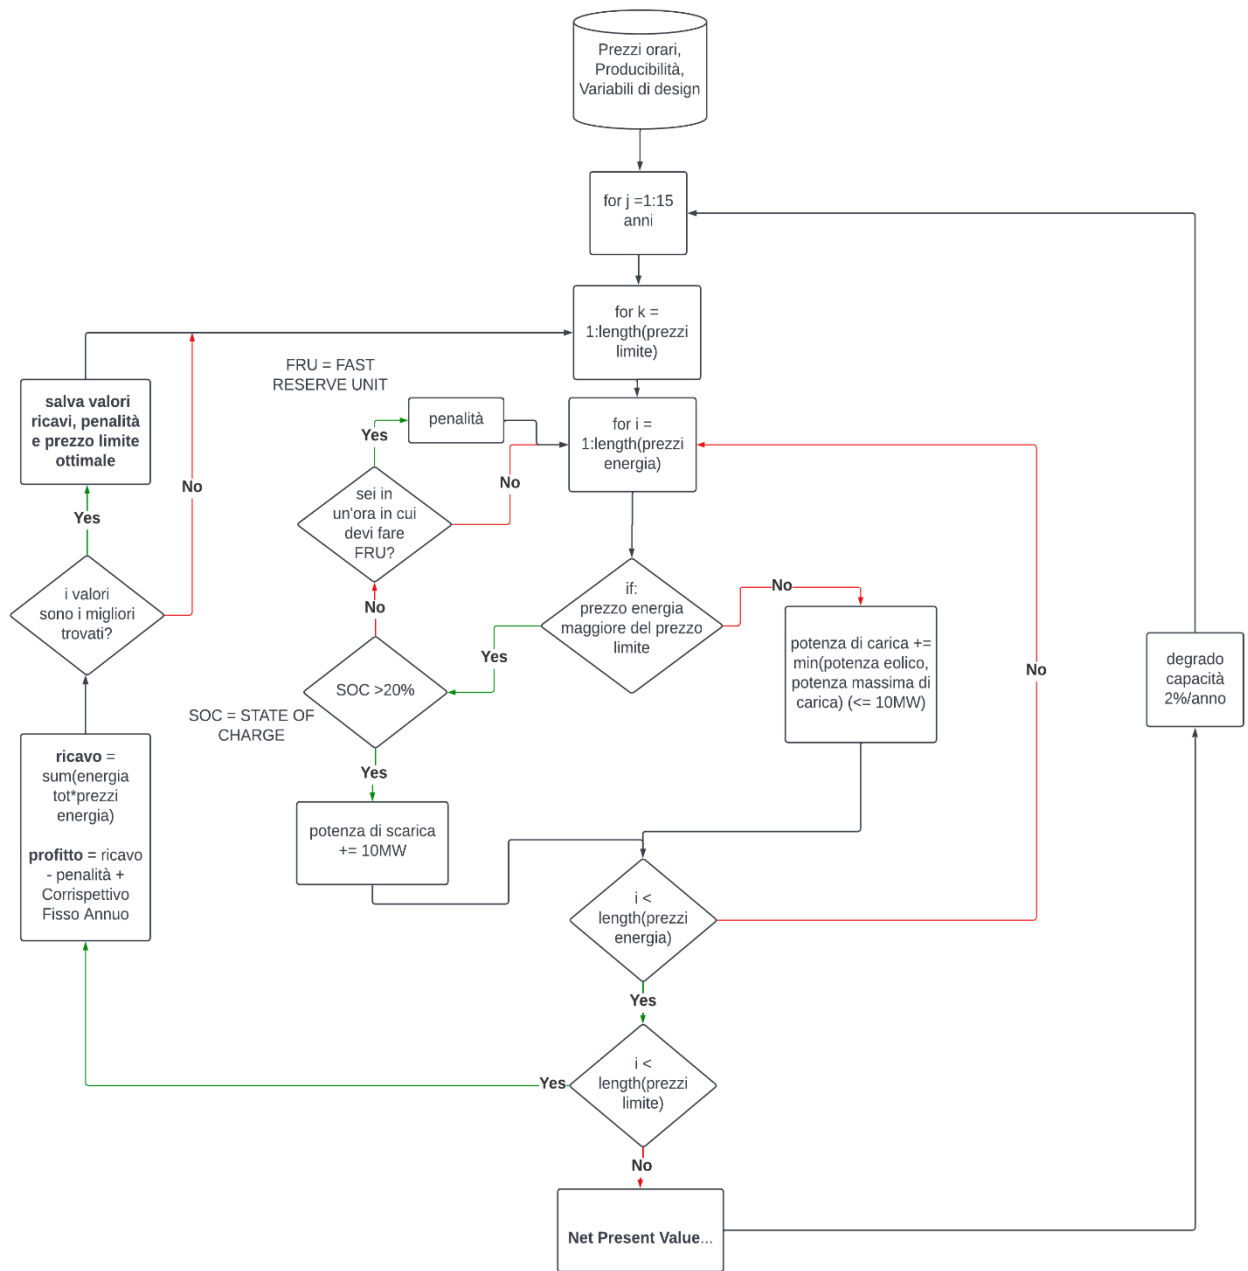 Prezzi orari,
Producibilità,
Variabili di design
for j =1:15
anni
for k =
1:length(prezzi
limite)
FRU = FAST
RESERVE UNIT
salva valori
ricavi, penalità
e prezzo limite
ottimale
penalità
for i =
1:length(prezzi
energia)
Yes
No
No
Yes
sei in
un'ora in cui
devi fare
FRU?
i valori
sono i migliori
trovati?
if:
prezzo energia
maggiore del prezzo
limite
No
No
Yes
potenza di carica +=
min(potenza eolico,
potenza massima di
carica) (<= 10MW)
No
degrado
capacità
2%/anno
SOC >20%
SOC = STATE OF
CHARGE
ricavo =
sum(energia
tot*prezzi
energia)
profitto = ricavo
- penalità +
Corrispettivo
Fisso Annuo
Yes
potenza di scarica
+= 10MW
i <
length(prezzi
energia)
Yes
i <
length(prezzi
limite)
Yes
No
Net Present Value...